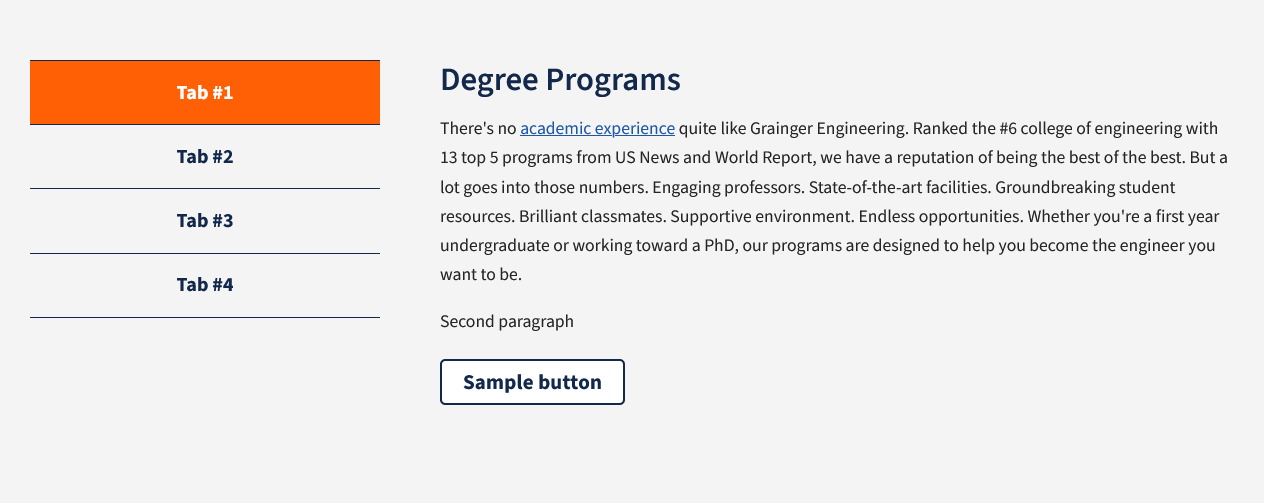 Tab #1
Tab #2
Tab #3
Tab #4
Degree Programs
There's no academic experience quite like Grainger Engineering. Ranked the #6 college of engineering with
13 top 5 programs from US News and World Report, we have a reputation of being the best of the best. But a
lot goes into those numbers. Engaging professors. State-of-the-art facilities. Groundbreaking student
resources. Brilliant classmates. Supportive environment. Endless opportunities. Whether you're a first year
undergraduate or working toward a PhD, our programs are designed to help you become the engineer you
want to be.
Second paragraph
Sample button